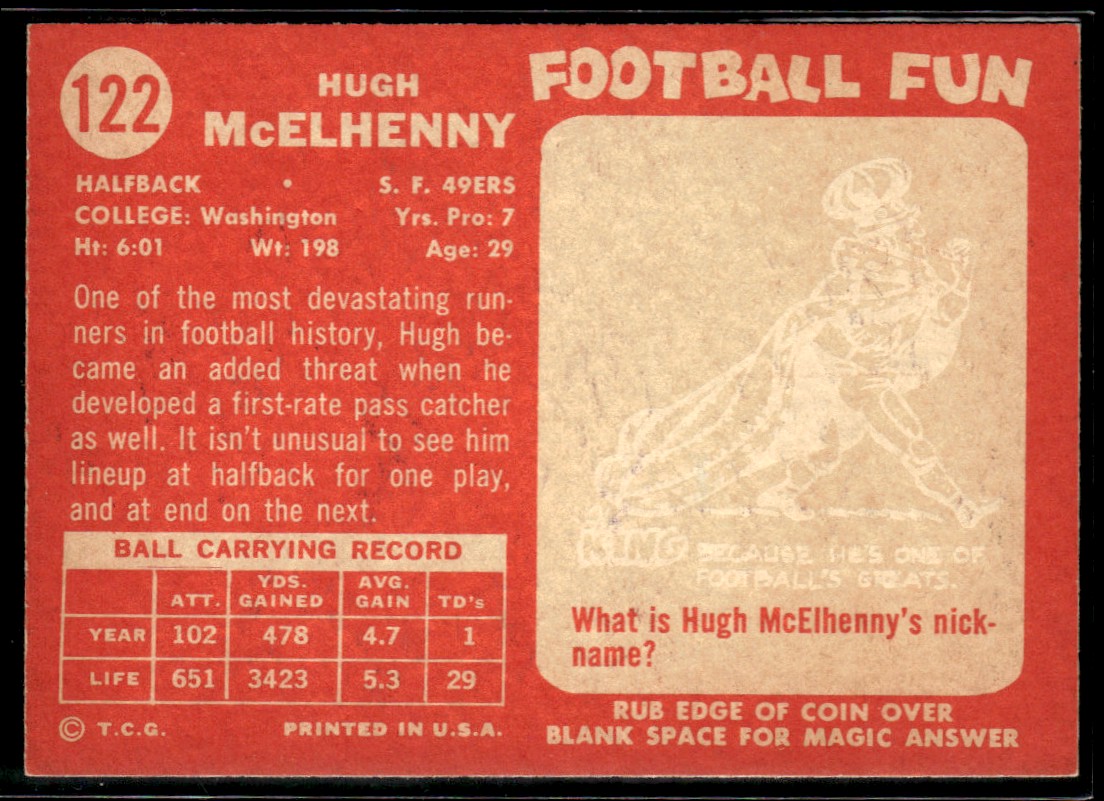 122
HUGH
McELHENNY
HALFBACK • S. F. 49ERS
COLLEGE: Washington Yrs. Pro: 7
Ht: 6:01 Wt: 198 Age: 29
One of the most devastating run-
ners in football history, Hugh be-
came an added threat when he
developed a first-rate pass catcher
as well. It isn't unusual to see him
lineup at halfback for one play,
and at end on the next.
BALL CARRYING RECORD
ATT. YDS. GAINED AVG. GAIN TD's
YEAR 102 478 4.7 1
LIFE 651 3423 5.3 29
© T.C.G. PRINTED IN U.S.A.
FOOTBALL FUN
KING BECAUSE HE'S ONE OF
FOOTBALL'S GREATS.
What is Hugh McElhenny's nick-
name?
RUB EDGE OF COIN OVER
BLANK SPACE FOR MAGIC ANSWER